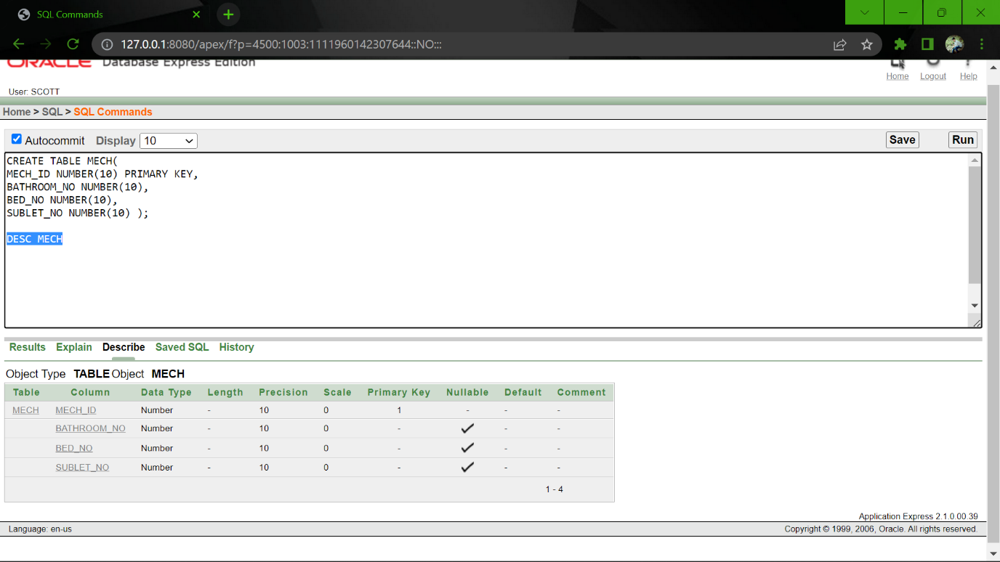 SQL Commands
127.0.0.1:8080/apex/f?p=4500:1003:1111960142307644::NO:::
ORACLE Database Express Edition
Home Logout Help
User: SCOTT
Home > SQL > SQL Commands
Autocommit Display 10 Save Run
CREATE TABLE MECH(
MECH_ID NUMBER(10) PRIMARY KEY,
BATHROOM_NO NUMBER(10),
BED_NO NUMBER(10),
SUBLET_NO NUMBER(10) );
DESC MECH
Results Explain Describe Saved SQL History
Object Type TABLE Object MECH
Table Column Data Type Length Precision Scale Primary Key Nullable Default Comment
MECH MECH_ID Number - 10 0 1 - - -
BATHROOM_NO Number - 10 0 - ✓ - -
BED_NO Number - 10 0 - ✓ - -
SUBLET_NO Number - 10 0 - ✓ - -
1 - 4
Application Express 2.1.0.00.39
Language: en-us Copyright © 1999, 2006, Oracle. All rights reserved.